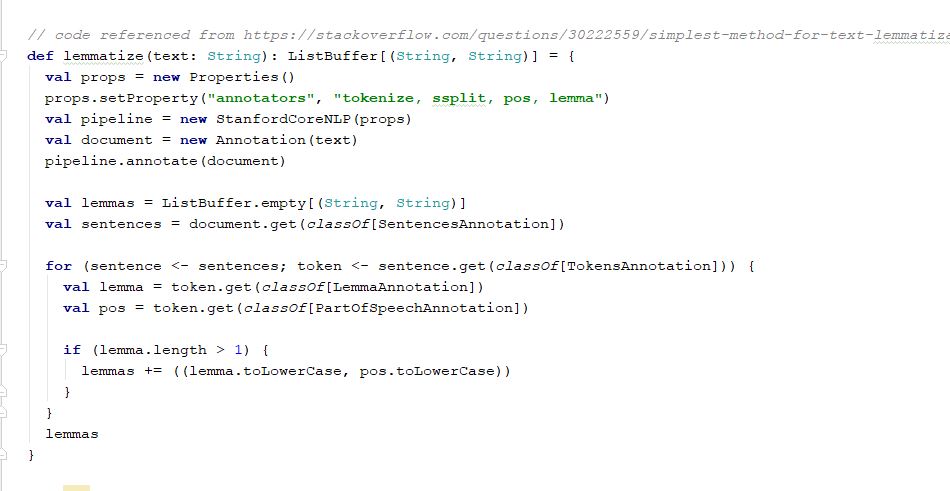 // code referenced from https://stackoverflow.com/questions/30222559/simplest-method-for-text-lemmatiza
def lemmatize(text: String): ListBuffer[(String, String)] = {
  val props = new Properties()
  props.setProperty("annotators", "tokenize, ssplit, pos, lemma")
  val pipeline = new StanfordCoreNLP(props)
  val document = new Annotation(text)
  pipeline.annotate(document)

  val lemmas = ListBuffer.empty[(String, String)]
  val sentences = document.get(classOf[SentencesAnnotation])

  for (sentence <- sentences; token <- sentence.get(classOf[TokensAnnotation])) {
    val lemma = token.get(classOf[LemmaAnnotation])
    val pos = token.get(classOf[PartOfSpeechAnnotation])

    if (lemma.length > 1) {
      lemmas += ((lemma.toLowerCase, pos.toLowerCase))
    }
  }
  lemmas
}